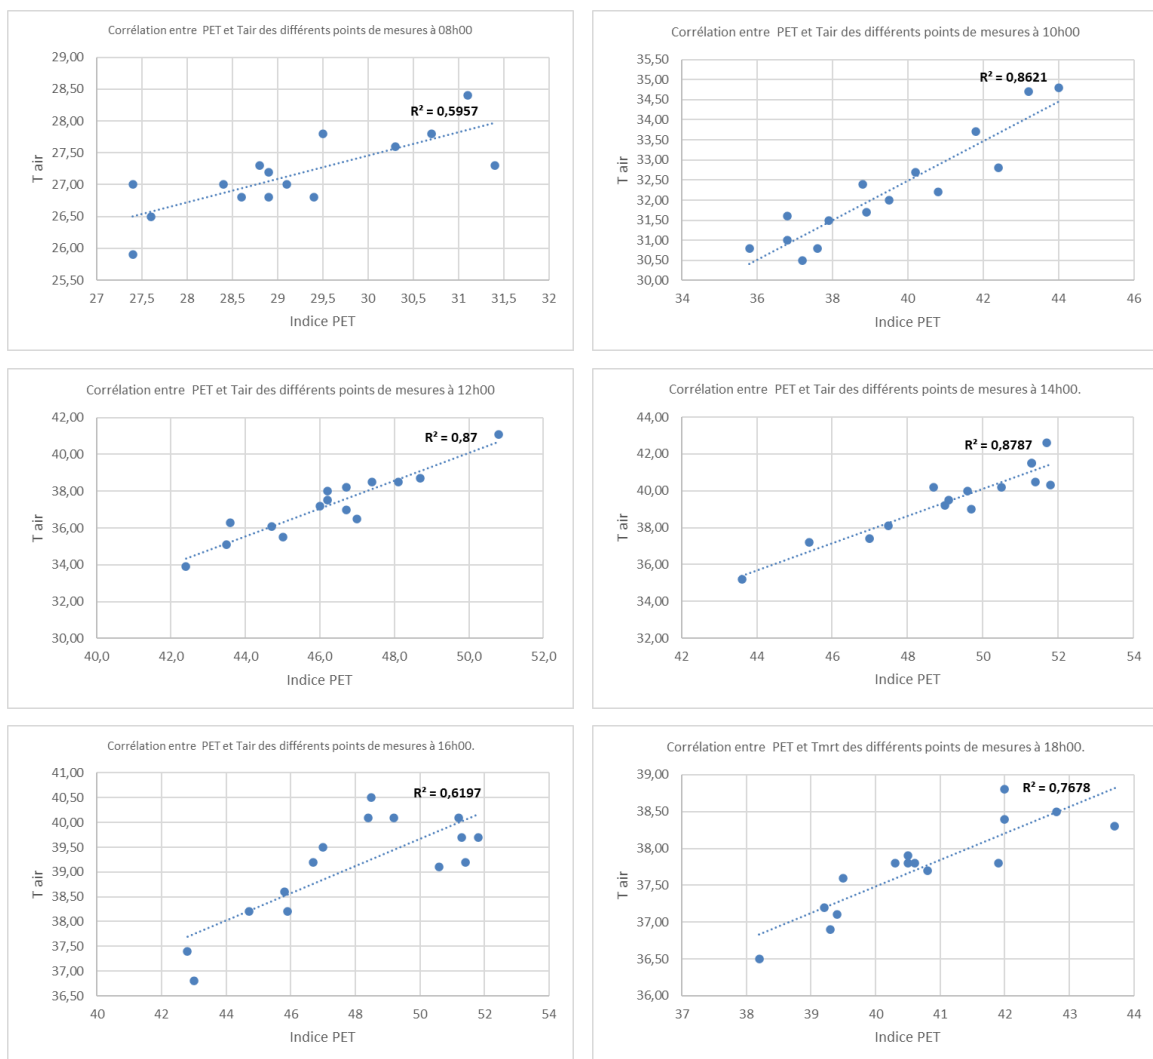 Corrélation entre PET et Tair des différents points de mesures à 08h00
29,00
28,50
28,00
27,50
27,00
26,50
26,00
25,50
T air
R² = 0,5957
27 27,5 28 28,5 29 29,5 30 30,5 31 31,5 32
Indice PET
Corrélation entre PET et Tair des différents points de mesures à 10h00
35,50
35,00
34,50
34,00
33,50
33,00
32,50
32,00
31,50
31,00
30,50
30,00
T air
R² = 0,8621
34 36 38 40 42 44 46
Indice PET
Corrélation entre PET et Tair des différents points de mesures à 12h00
42,00
40,00
38,00
36,00
34,00
32,00
30,00
T air
R² = 0,87
40,0 42,0 44,0 46,0 48,0 50,0 52,0
Indice PET
Corrélation entre PET et Tair des différents points de mesures à 14h00.
44,00
42,00
40,00
38,00
36,00
34,00
32,00
T air
R² = 0,8787
42 44 46 48 50 52 54
Indice PET
Corrélation entre PET et Tair des différents points de mesures à 16h00.
41,00
40,50
40,00
39,50
39,00
38,50
38,00
37,50
37,00
36,50
T air
R² = 0,6197
40 42 44 46 48 50 52 54
Indice PET
Corrélation entre PET et Tmrt des différents points de mesures à 18h00.
39,00
38,50
38,00
37,50
37,00
36,50
36,00
T air
R² = 0,7678
37 38 39 40 41 42 43 44
Indice PET